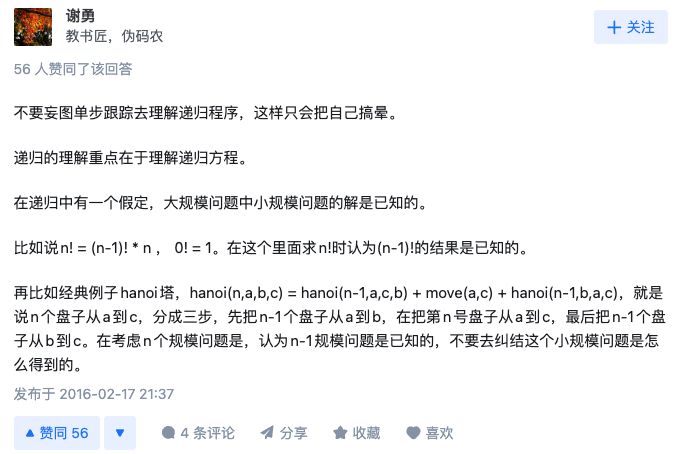 谢勇
教书匠，伪码农
+ 关注
56 人赞同了该回答
不要妄图单步跟踪去理解递归程序，这样只会把自己搞晕。
递归的理解重点在于理解递归方程。
在递归中有一个假定，大规模问题中小规模问题的解是已知的。
比如说n! = (n-1)! * n ， 0! = 1。在这个里面求n!时认为(n-1)!的结果是已知的。
再比如经典例子hanoi塔，hanoi(n,a,b,c) = hanoi(n-1,a,c,b) + move(a,c) + hanoi(n-1,b,a,c)，就是
说n个盘子从a到c，分成三步，先把n-1个盘子从a到b，在把第n号盘子从a到c，最后把n-1个盘
子从b到c。在考虑n个规模问题是，认为n-1规模问题是已知的，不要去纠结这个小规模问题是怎
么得到的。
发布于 2016-02-17 21:37
赞同 56 4 条评论 分享 收藏 喜欢